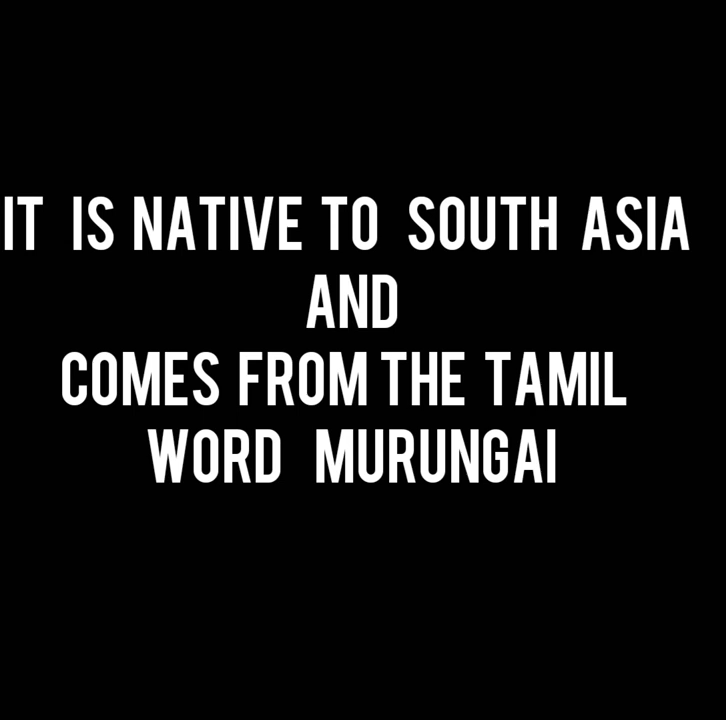 IT IS NATIVE TO SOUTH ASIA
AND
COMES FROM THE TAMIL
WORD MURUNGAI